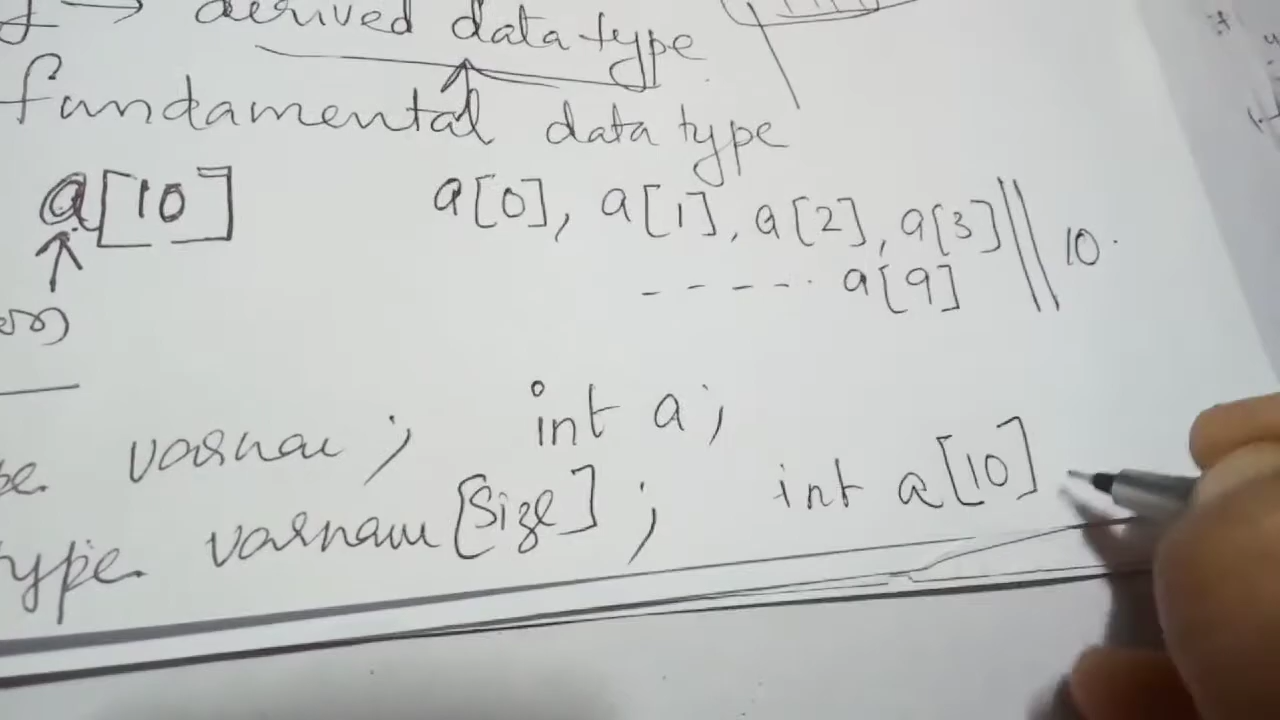 → derived data type
fundamental data type
a[10] a[0], a[1], a[2], a[3] 10.
- - - - - a[9]
varnam; int a;
type varnam[Size]; int a[10]